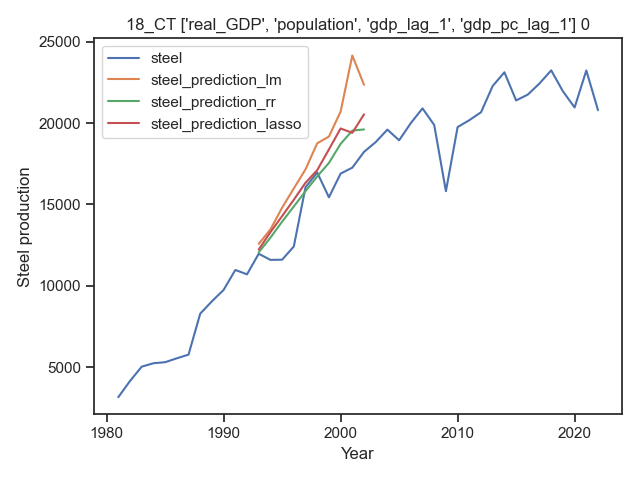 18_CT ['real_GDP', 'population', 'gdp_lag_1', 'gdp_pc_lag_1'] 0
25000
20000
15000
10000
5000
Steel production
steel
steel_prediction_lm
steel_prediction_rr
steel_prediction_lasso
1980
1990
2000
2010
2020
Year